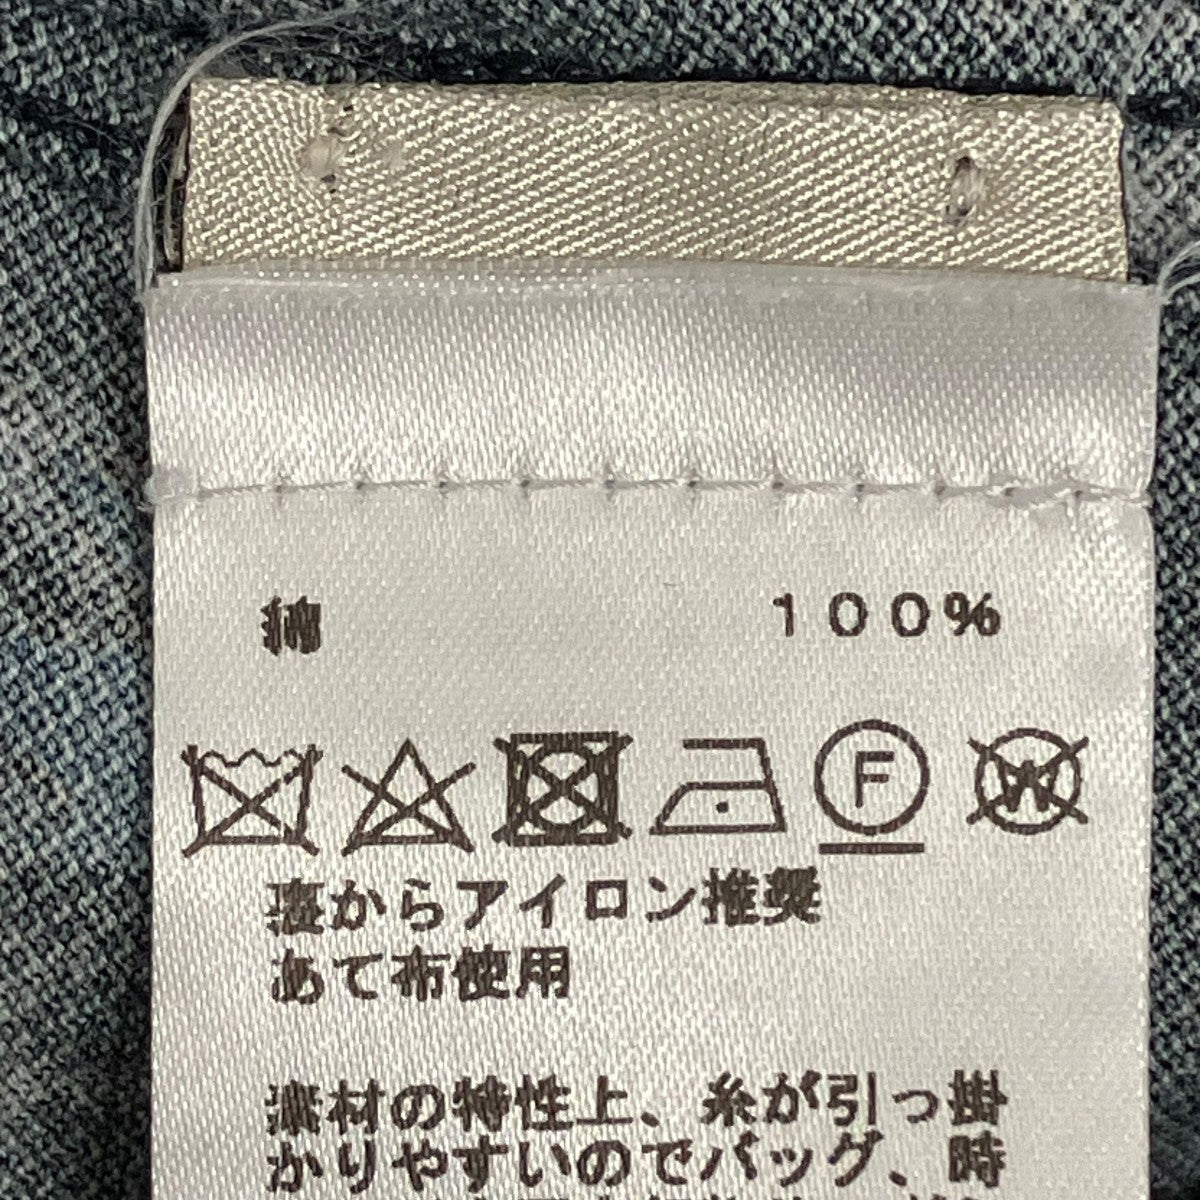 綿 100%
F W
裏からアイロン推奨
あて布使用
素材の特性上、糸が引っ掛
かりやすいのでバッグ、時